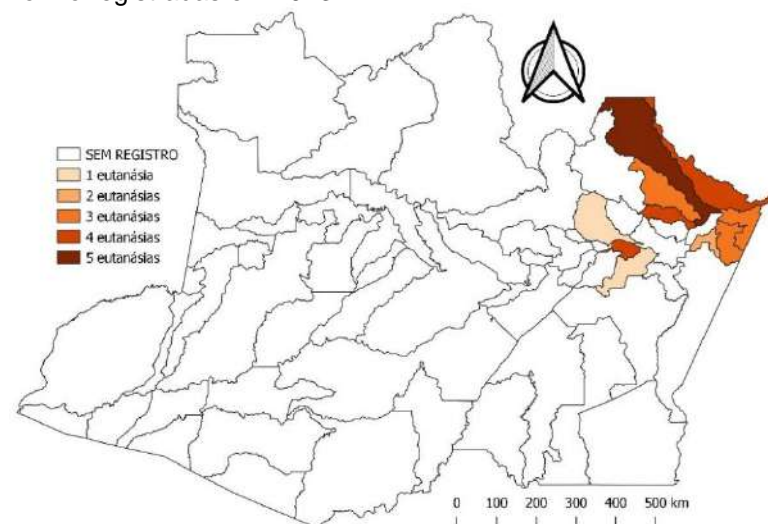 SEM REGISTRO
1 eutanásia
2 eutanásias
3 eutanásias
4 eutanásias
5 eutanásias
0 100 200 300 400 500 km